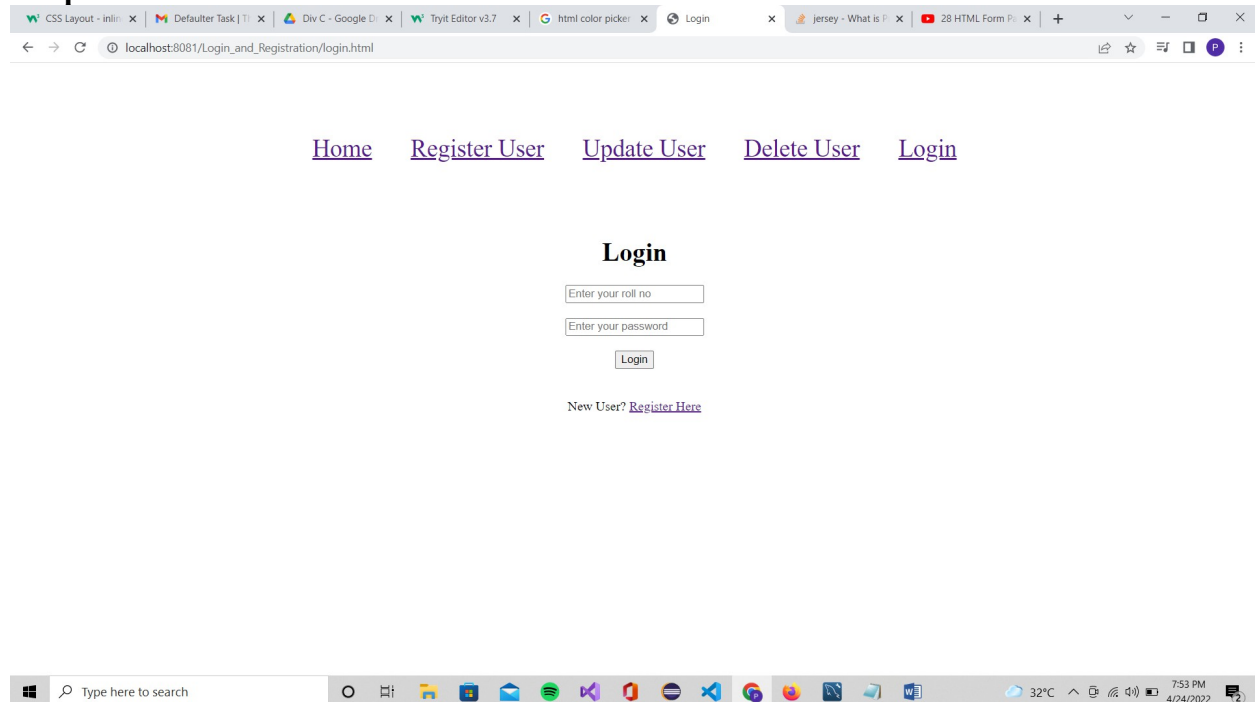 CSS Layout - inlin
Defaulter Task | T
Div C - Google Dr
Tryit Editor v3.7
html color picker
Login
jersey - What is P
28 HTML Form Pa
localhost:8081/Login_and_Registration/login.html
P
Home Register User Update User Delete User Login
Login
Enter your roll no
Enter your password
Login
New User? Register Here
Type here to search
32°C
7:53 PM
4/24/2022
2